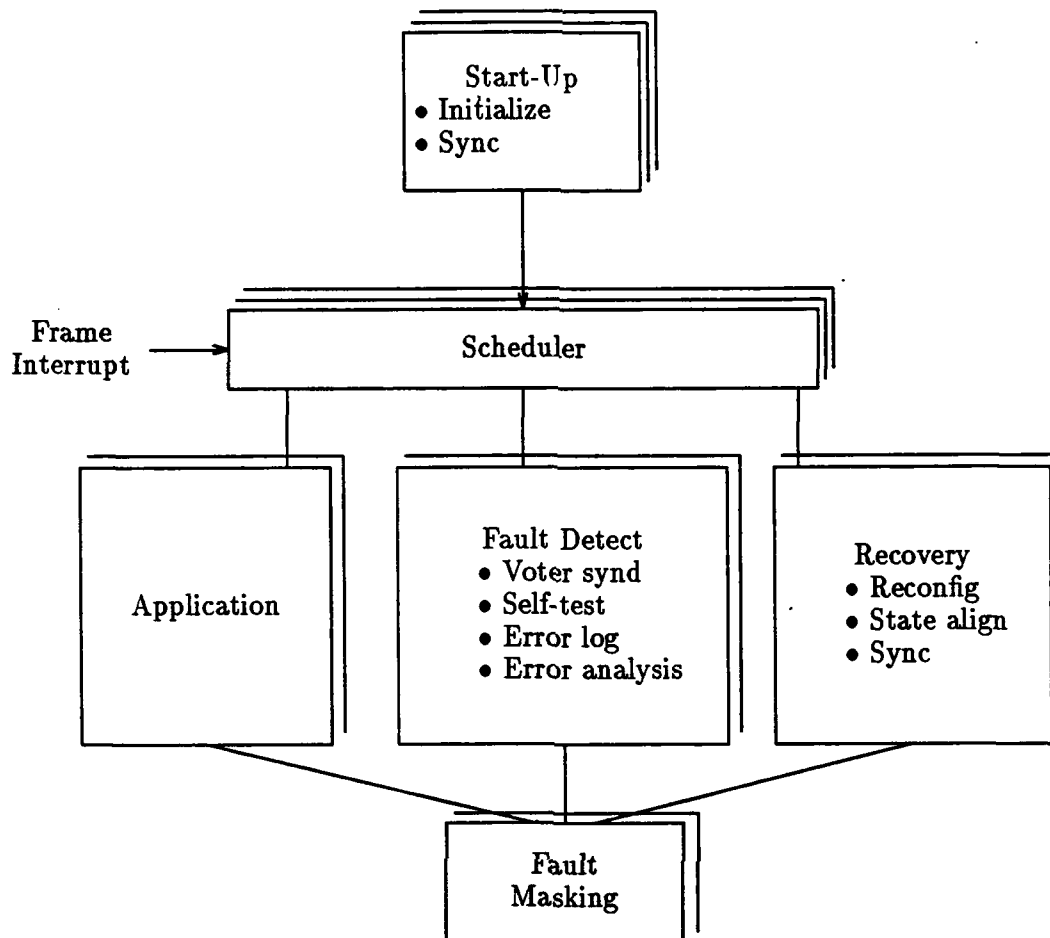 Start-Up
• Initialize
• Sync
Frame
Interrupt
Scheduler
Application
Fault Detect
• Voter synd
• Self-test
• Error log
• Error analysis
Recovery
• Reconfig
• State align
• Sync
Fault
Masking